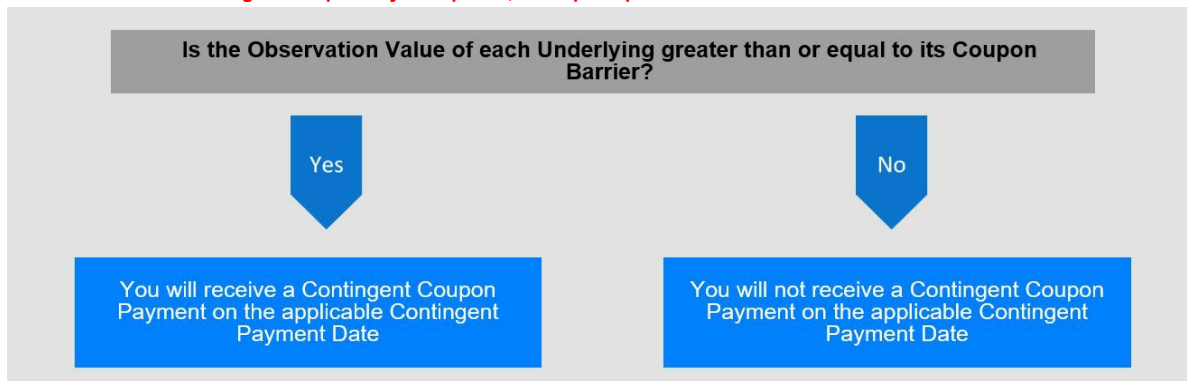 Is the Observation Value of each Underlying greater than or equal to its Coupon
Barrier?
Yes
No
You will receive a Contingent Coupon
Payment on the applicable Contingent
Payment Date
You will not receive a Contingent Coupon
Payment on the applicable Contingent
Payment Date